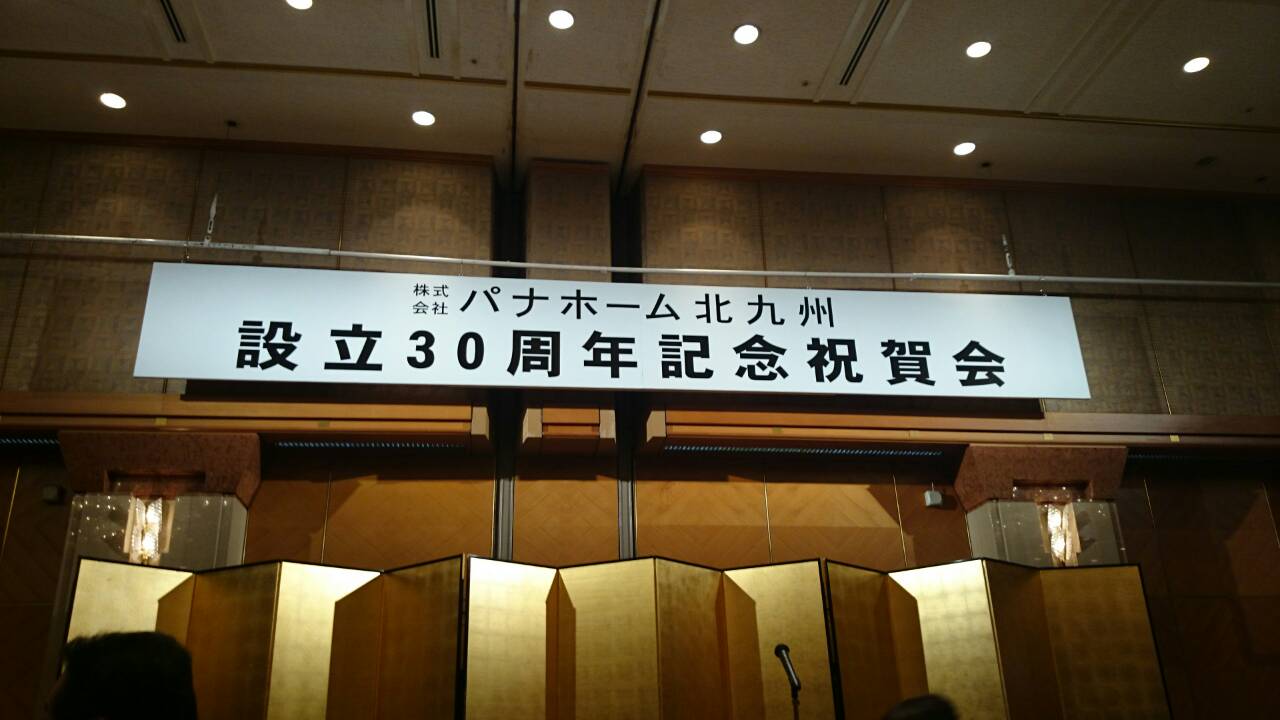 株式会社 パナホーム北九州
設立30周年記念祝賀会